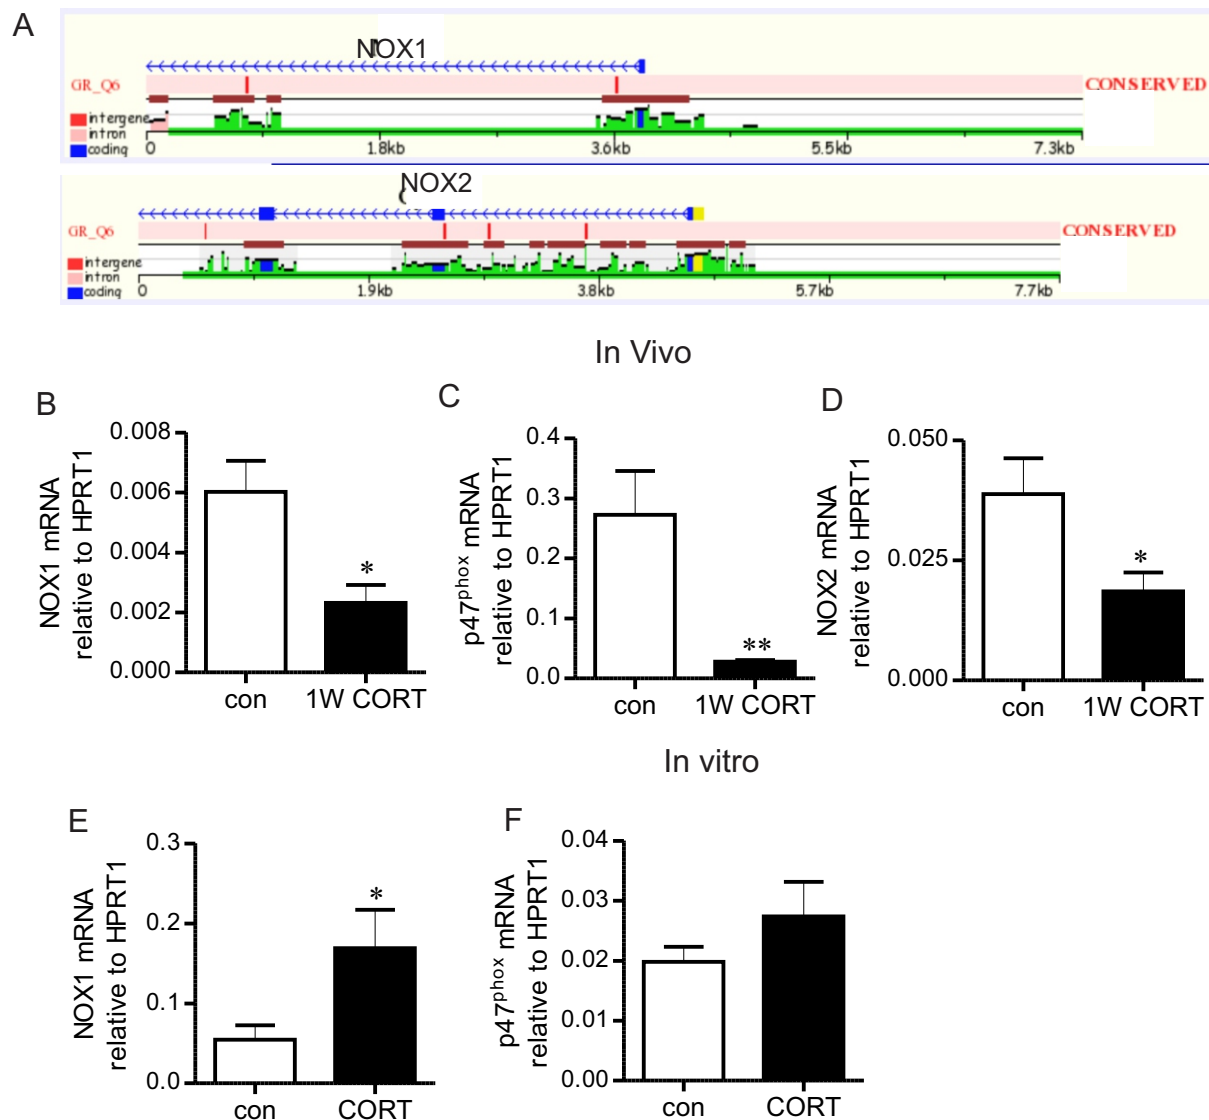 A
NOX1
GR_Q6
CONSERVED
intergene
intron
coding
0 1.8kb 3.6kb 5.5kb 7.3kb
NOX2
GR_Q6
CONSERVED
intergene
intron
coding
0 1.9kb 3.8kb 5.7kb 7.7kb
In Vivo
B
NOX1 mRNA
relative to HPRT1
0.008
0.006
0.004
0.002
0.000
*
con 1W CORT
C
p47phox mRNA
relative to HPRT1
0.4
0.3
0.2
0.1
0.0
**
con 1W CORT
D
NOX2 mRNA
relative to HPRT1
0.050
0.025
0.000
*
con 1W CORT
In vitro
E
NOX1 mRNA
relative to HPRT1
0.3
0.2
0.1
0.0
*
con CORT
F
p47phox mRNA
relative to HPRT1
0.04
0.03
0.02
0.01
0.00
con CORT